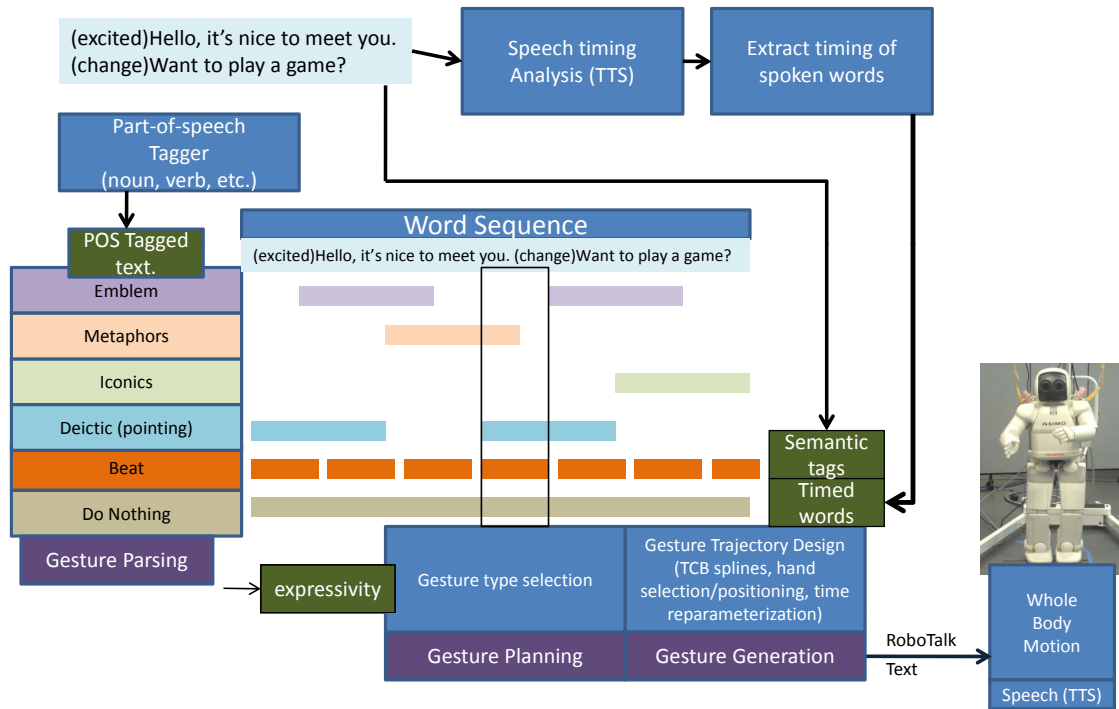 (excited)Hello, it's nice to meet you.
(change)Want to play a game?
Speech timing
Analysis (TTS)
Extract timing of
spoken words
Part-of-speech
Tagger
(noun, verb, etc.)
POS Tagged
text.
Word Sequence
(excited)Hello, it's nice to meet you. (change)Want to play a game?
Emblem
Metaphors
Iconics
Deictic (pointing)
Beat
Do Nothing
Gesture Parsing
Semantic
tags
Timed
words
expressivity
Gesture type selection
Gesture Trajectory Design
(TCB splines, hand
selection/positioning, time
reparameterization)
Gesture Planning
Gesture Generation
RoboTalk
Text
ASIMO
Whole
Body
Motion
Speech (TTS)